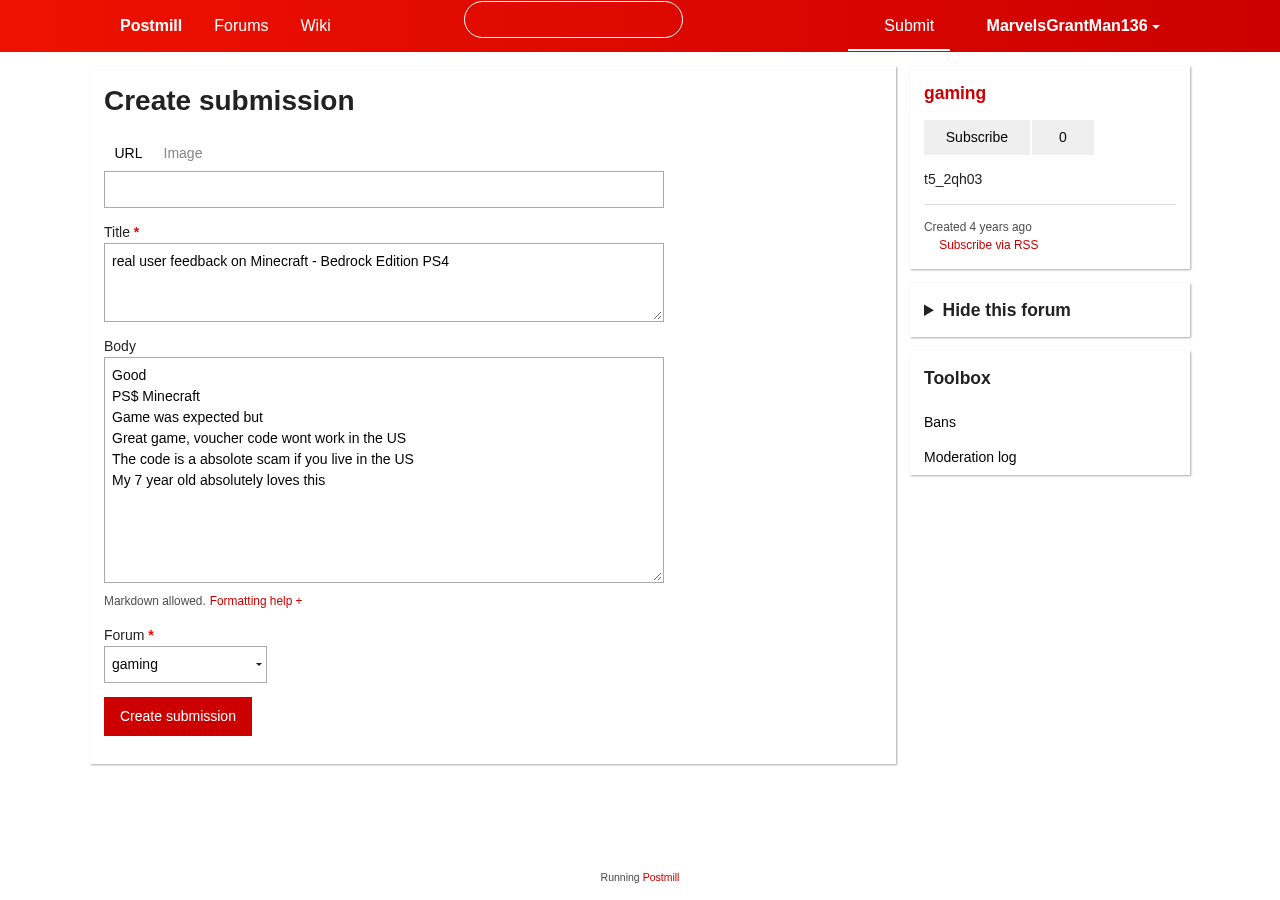 Postmill Forums Wiki Submit MarvelsGrantMan136
Create submission
URL Image
Title *
real user feedback on Minecraft - Bedrock Edition PS4
Body
Good
PS$ Minecraft
Game was expected but
Great game, voucher code wont work in the US
The code is a absolote scam if you live in the US
My 7 year old absolutely loves this
Markdown allowed. Formatting help +
Forum *
gaming
Create submission
gaming
Subscribe 0
t5_2qh03
Created 4 years ago
Subscribe via RSS
Hide this forum
Toolbox
Bans
Moderation log
Running Postmill